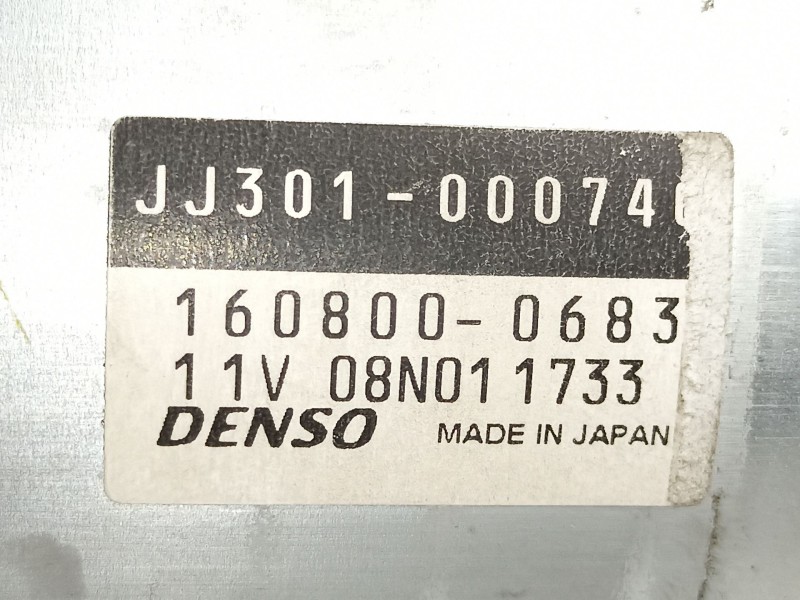 JJ301-00074
160800-0683
11V 08N011733
DENSO MADE IN JAPAN